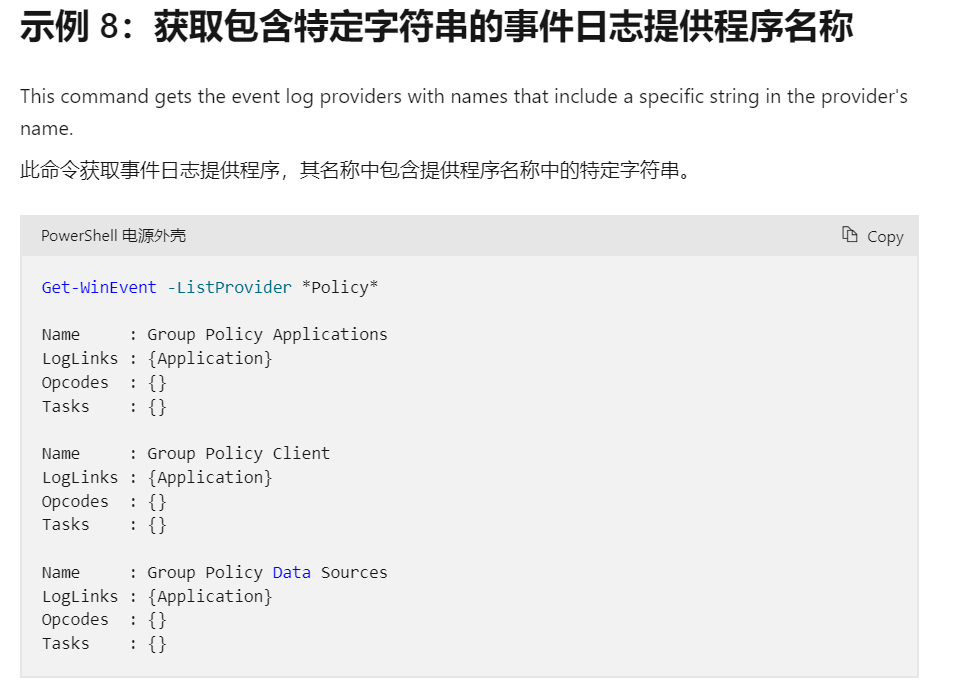 示例 8：获取包含特定字符串的事件日志提供程序名称
This command gets the event log providers with names that include a specific string in the provider's
name.
此命令获取事件日志提供程序，其名称中包含提供程序名称中的特定字符串。
PowerShell 电源外壳 Copy
Get-WinEvent -ListProvider *Policy*
Name     : Group Policy Applications
LogLinks : {Application}
Opcodes  : {}
Tasks    : {}
Name     : Group Policy Client
LogLinks : {Application}
Opcodes  : {}
Tasks    : {}
Name     : Group Policy Data Sources
LogLinks : {Application}
Opcodes  : {}
Tasks    : {}